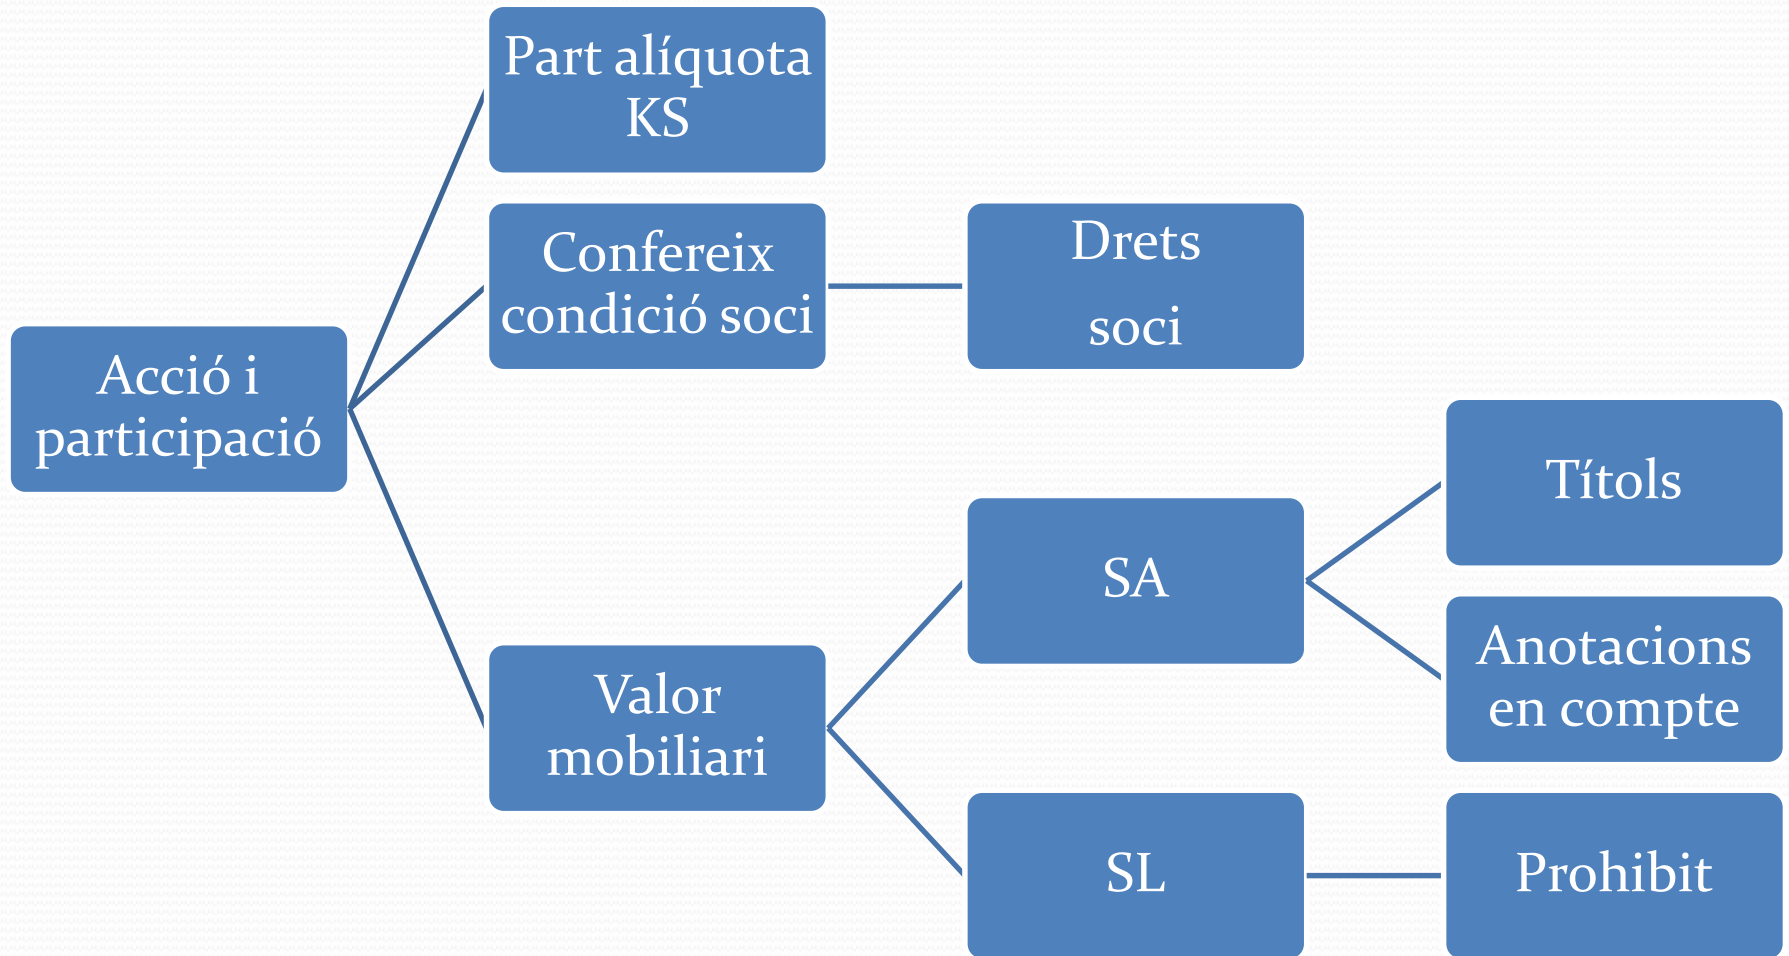 Part alíquota
KS
Confereix
condició soci
Drets
soci
Acció i
participació
Títols
SA
Anotacions
en compte
Valor
mobiliari
SL
Prohibit